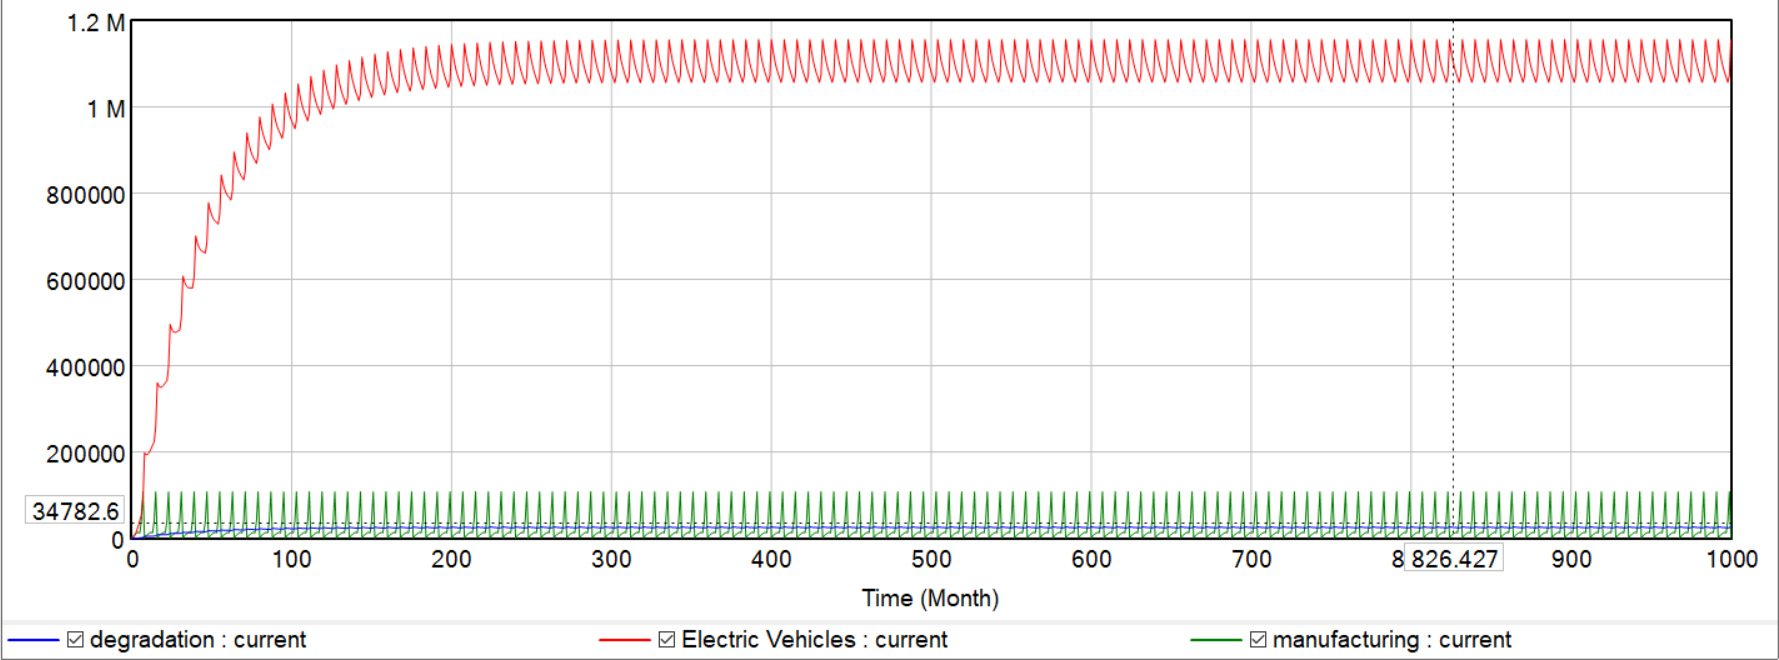 1.2 M
1 M
800000
600000
400000
200000
34782.6
0
0 100 200 300 400 500 600 700 8 826.427 900 1000
Time (Month)
degradation : current Electric Vehicles : current manufacturing : current